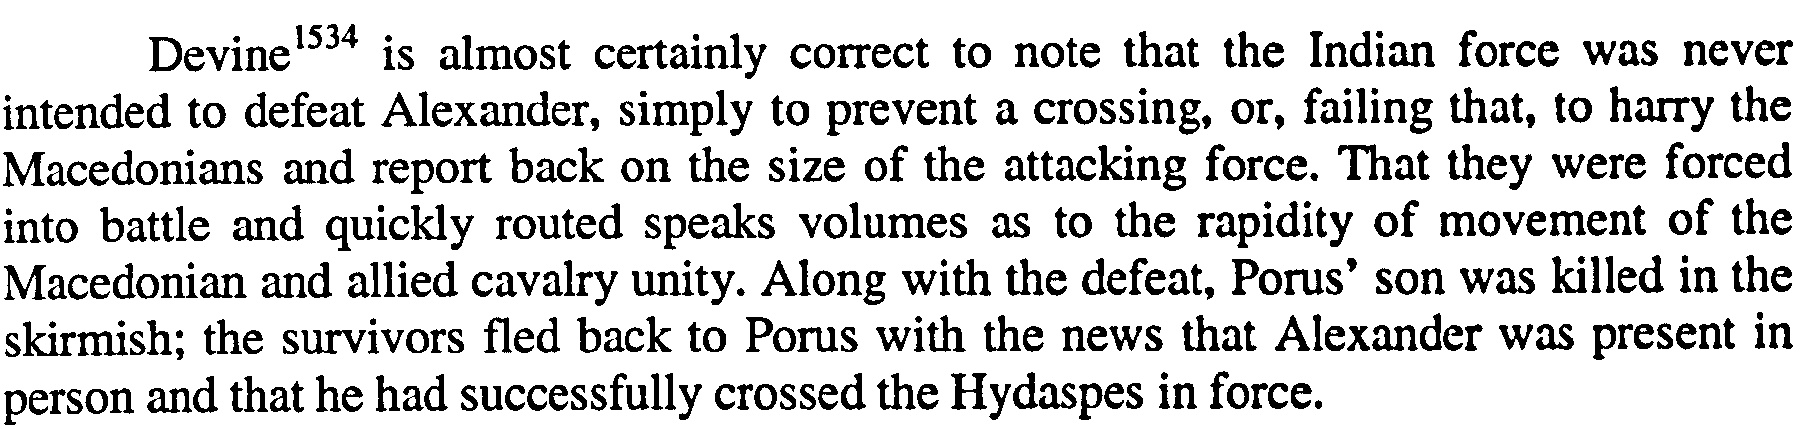 Devine1534 is almost certainly correct to note that the Indian force was never
intended to defeat Alexander, simply to prevent a crossing, or, failing that, to harry the
Macedonians and report back on the size of the attacking force. That they were forced
into battle and quickly routed speaks volumes as to the rapidity of movement of the
Macedonian and allied cavalry unity. Along with the defeat, Porus’ son was killed in the
skirmish; the survivors fled back to Porus with the news that Alexander was present in
person and that he had successfully crossed the Hydaspes in force.